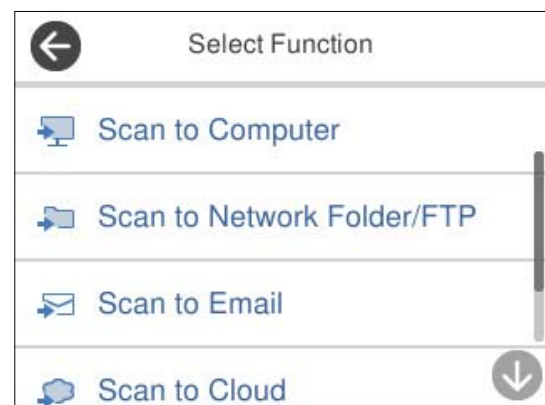 Select Function
Scan to Computer
Scan to Network Folder/FTP
Scan to Email
Scan to Cloud